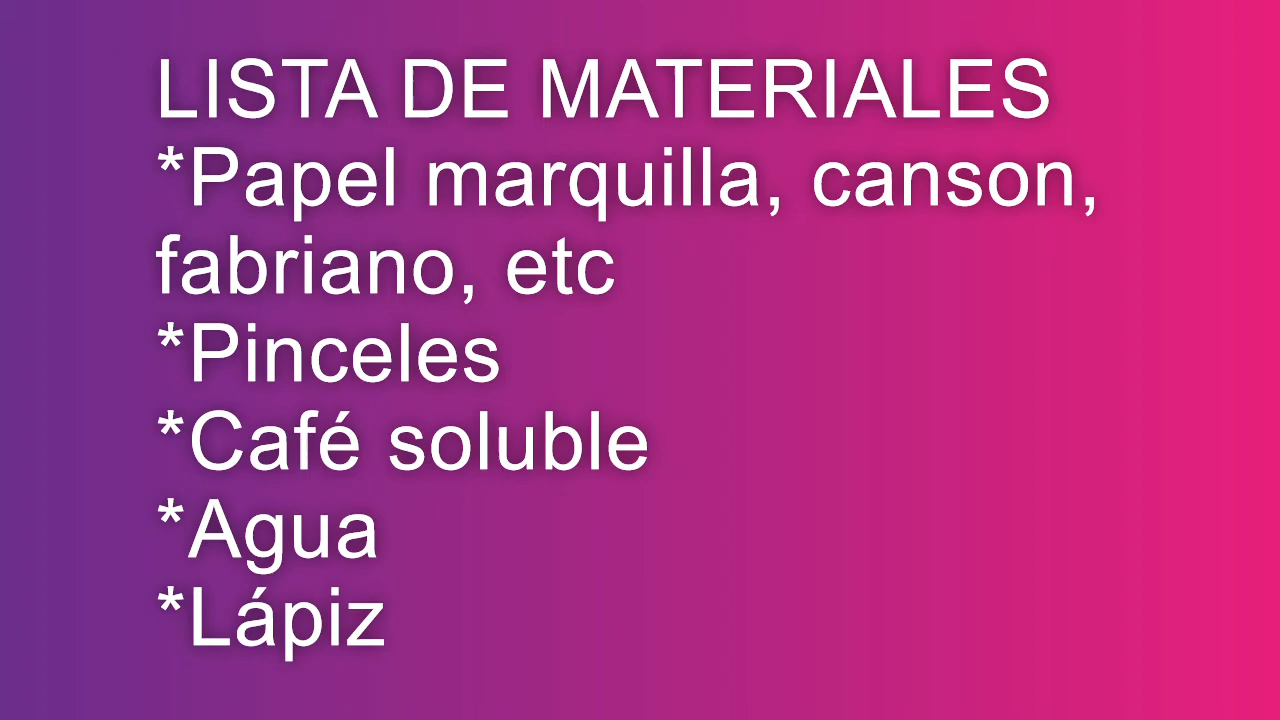 LISTA DE MATERIALES
*Papel marquilla, canson,
fabriano, etc
*Pinceles
*Café soluble
*Agua
*Lápiz